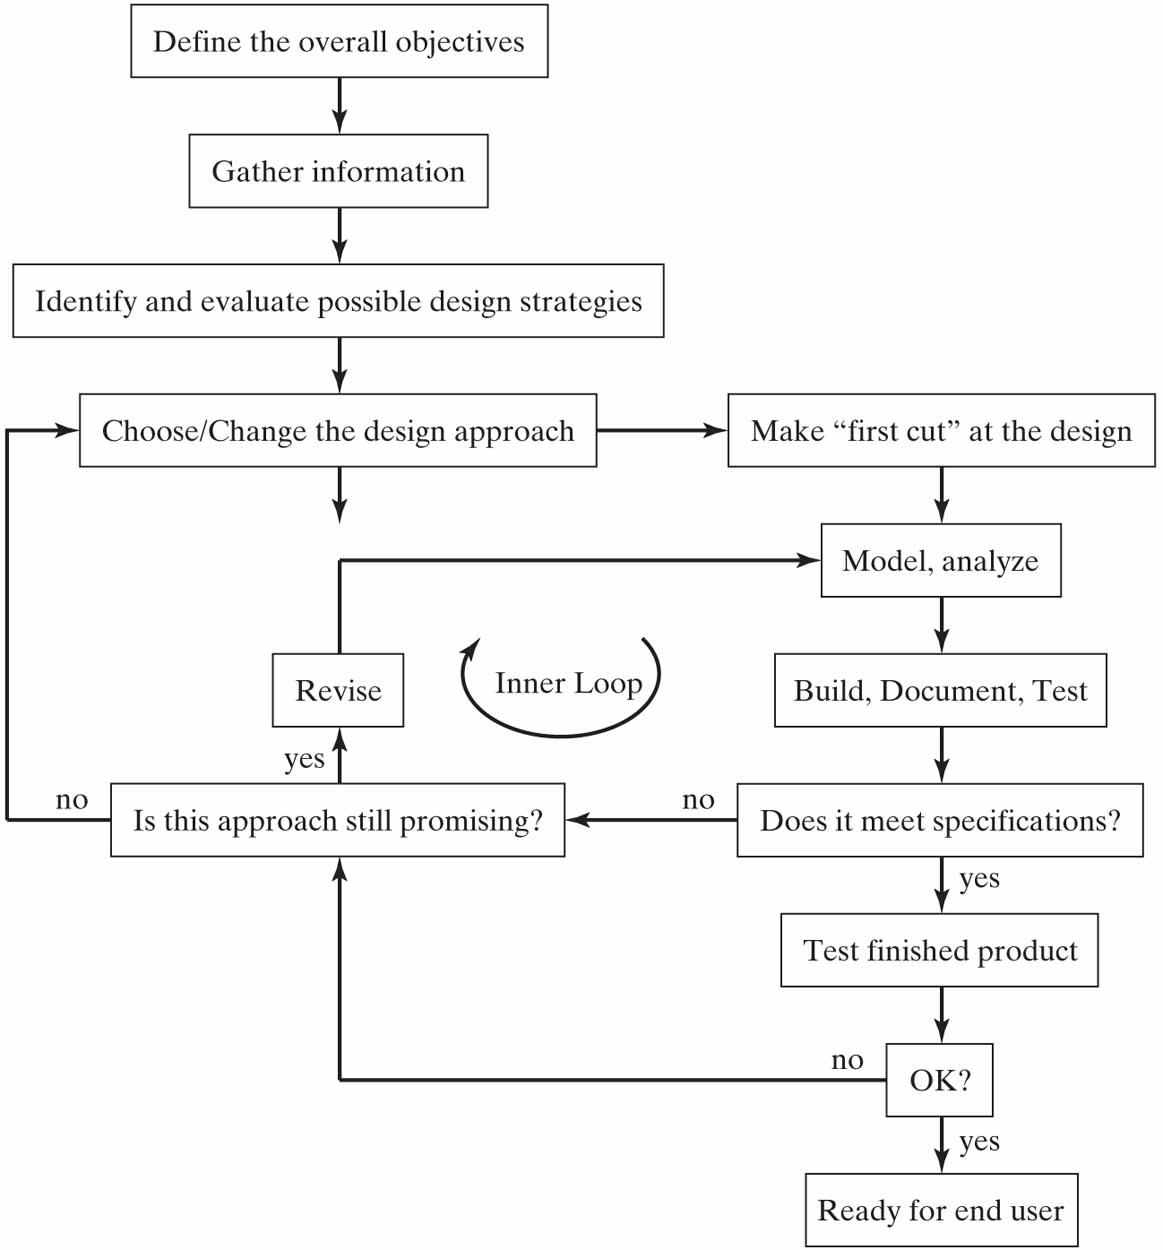 Define the overall objectives
Gather information
Identify and evaluate possible design strategies
Choose/Change the design approach
Make “first cut” at the design
Model, analyze
Revise
Inner Loop
Build, Document, Test
yes
no
Is this approach still promising?
no
Does it meet specifications?
yes
Test finished product
no
OK?
yes
Ready for end user